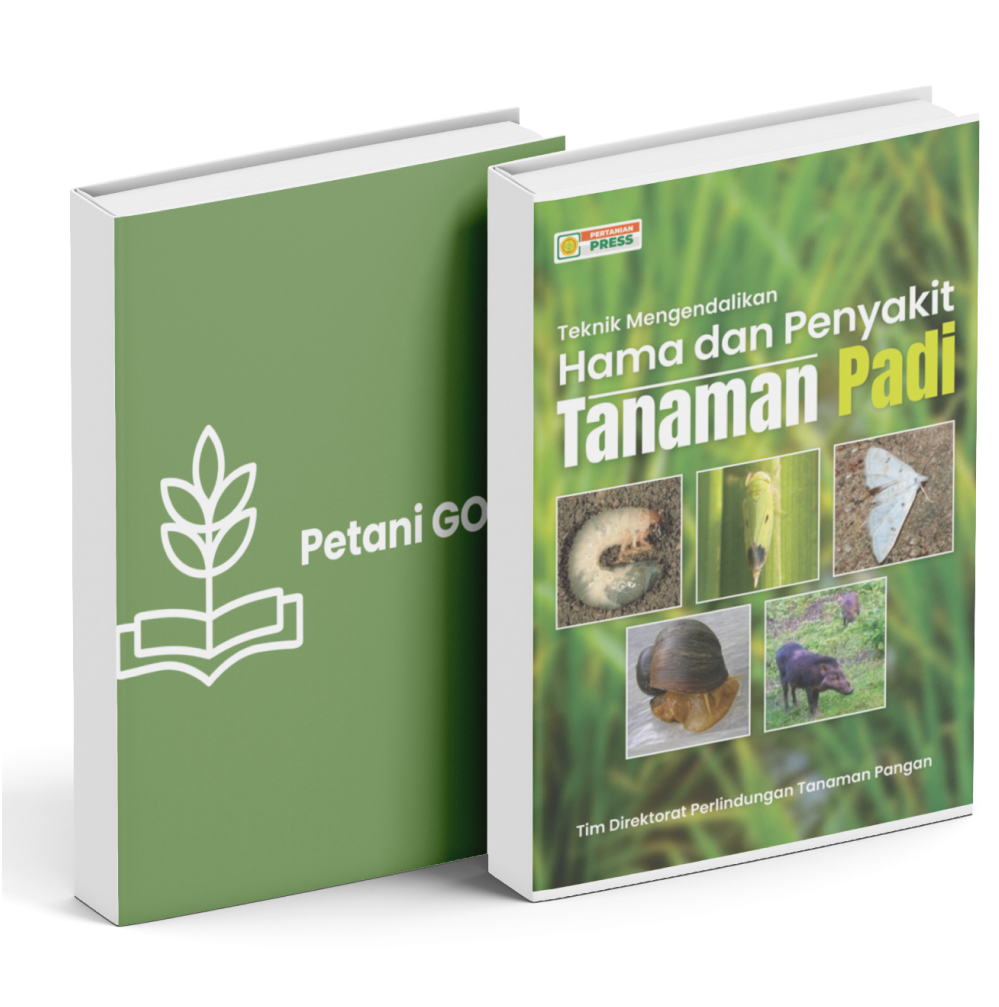 Petani GO
PERTANIAN
PRESS
Teknik Mengendalikan
Hama dan Penyakit
Tanaman Padi
Tim Direktorat Perlindungan Tanaman Pangan